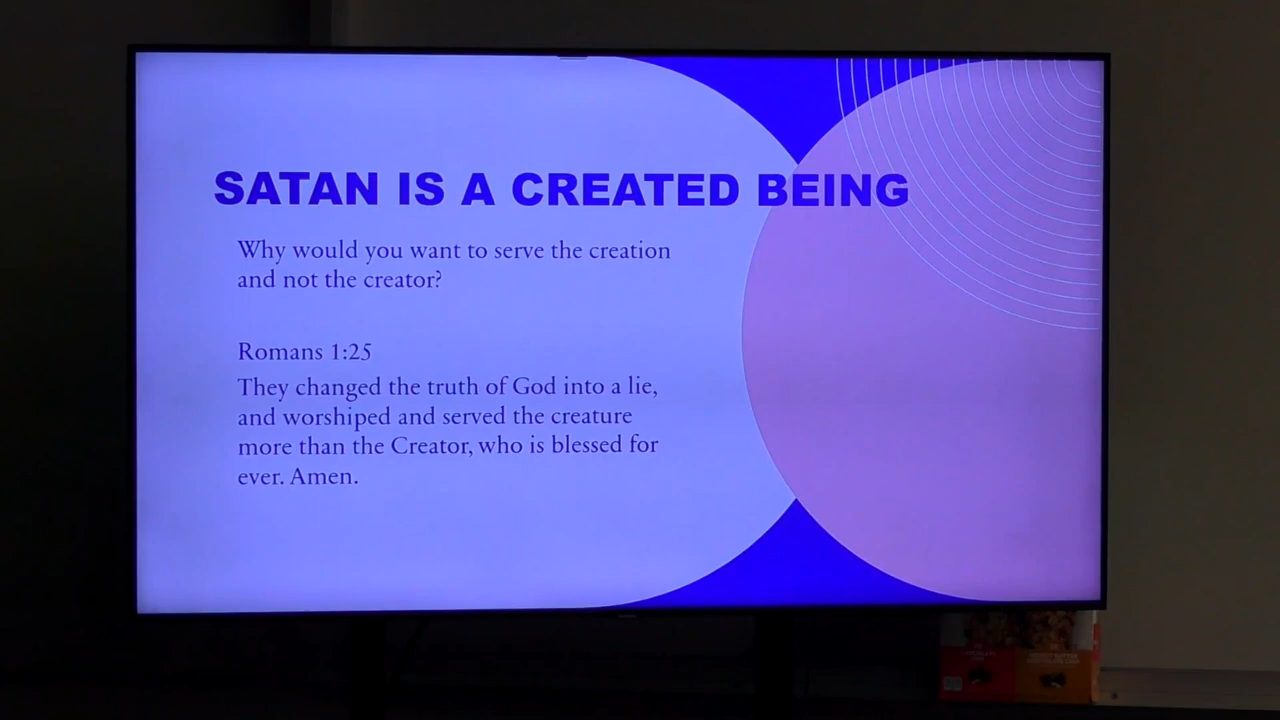 SATAN IS A CREATED BEING
Why would you want to serve the creation
and not the creator?
Romans 1:25
They changed the truth of God into a lie,
and worshiped and served the creature
more than the Creator, who is blessed for
ever. Amen.